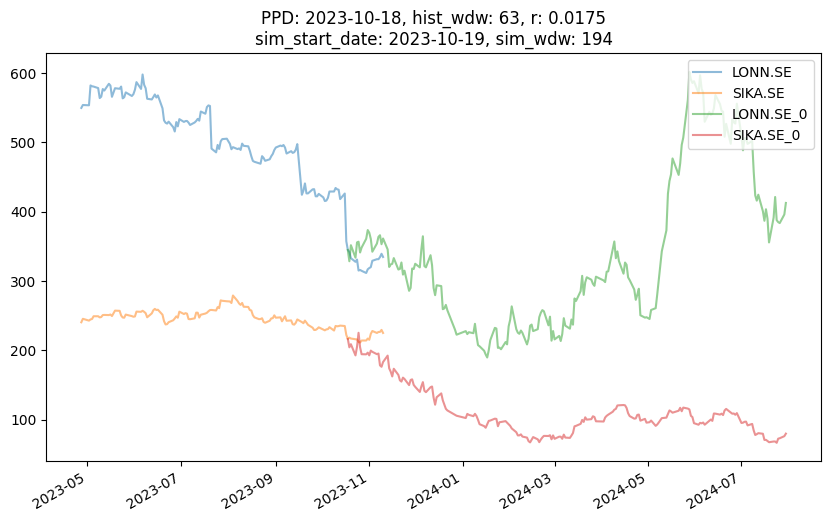 PPD: 2023-10-18, hist_wdw: 63, r: 0.0175
sim_start_date: 2023-10-19, sim_wdw: 194
LONN.SE
SIKA.SE
LONN.SE_0
SIKA.SE_0
600
500
400
300
200
100
2023-05
2023-07
2023-09
2023-11
2024-01
2024-03
2024-05
2024-07